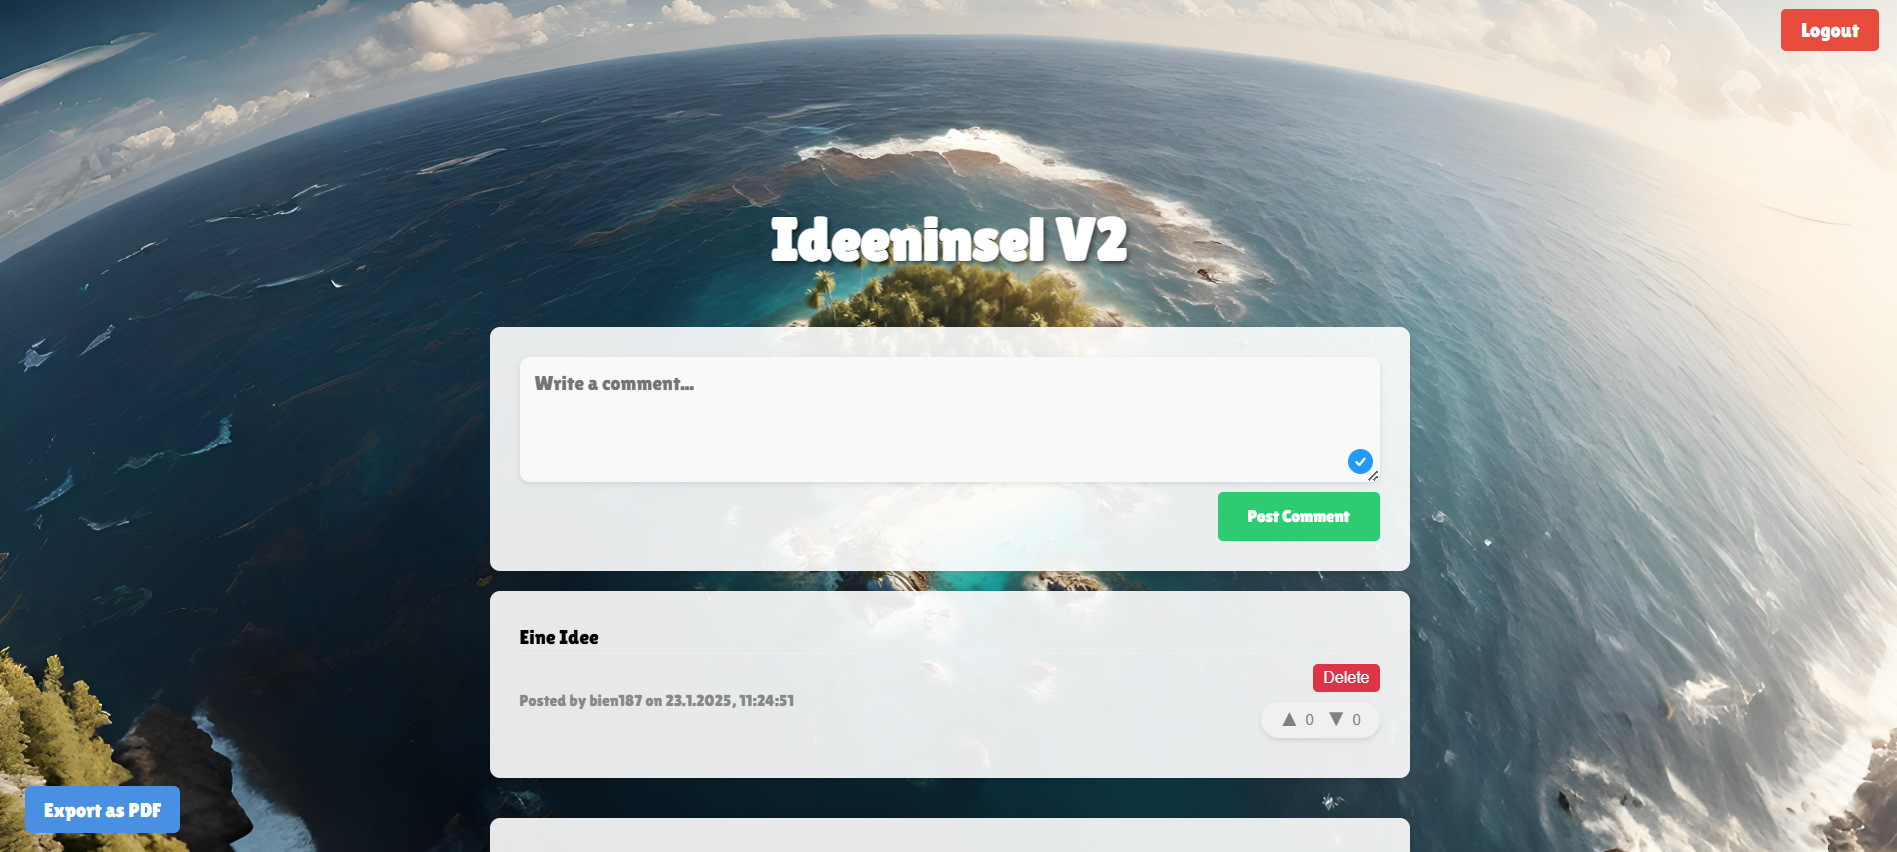 Logout
Ideeninsel V2
Write a comment...
Post Comment
Eine Idee
Delete
Posted by bien187 on 23.1.2025, 11:24:51
▲ 0 ▼ 0
Export as PDF